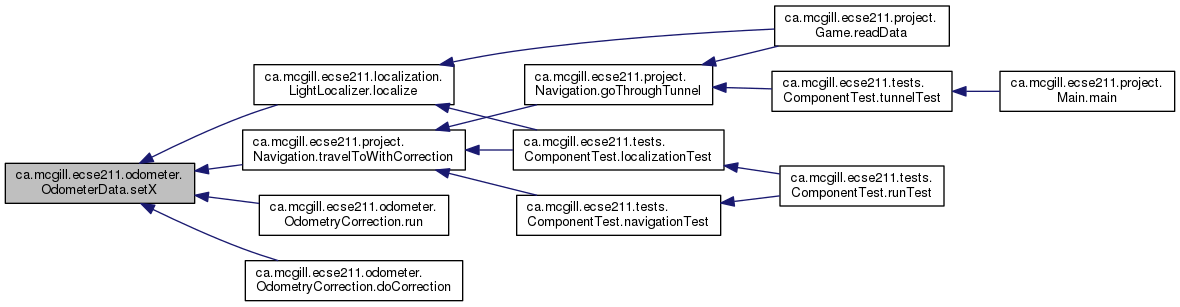 ca.mcgill.ecse211.odometer.
OdometerData.setX
ca.mcgill.ecse211.localization.
LightLocalizer.localize
ca.mcgill.ecse211.project.
Navigation.travelToWithCorrection
ca.mcgill.ecse211.odometer.
OdometryCorrection.run
ca.mcgill.ecse211.odometer.
OdometryCorrection.doCorrection
ca.mcgill.ecse211.project.
Game.readData
ca.mcgill.ecse211.project.
Navigation.goThroughTunnel
ca.mcgill.ecse211.tests.
ComponentTest.localizationTest
ca.mcgill.ecse211.tests.
ComponentTest.navigationTest
ca.mcgill.ecse211.tests.
ComponentTest.tunnelTest
ca.mcgill.ecse211.tests.
ComponentTest.runTest
ca.mcgill.ecse211.project.
Main.main